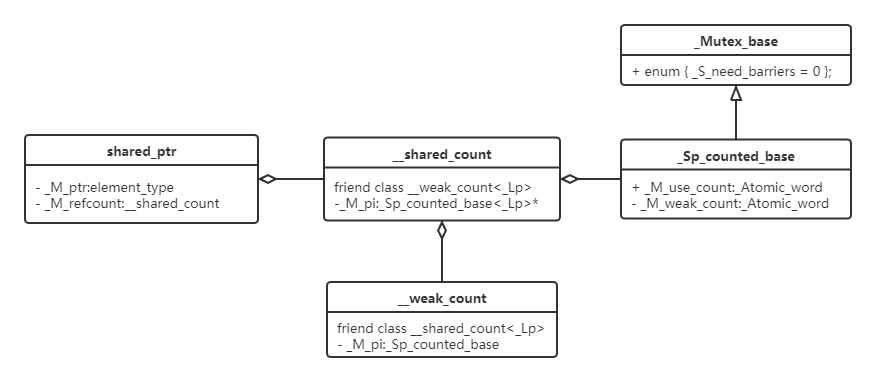 _Mutex_base
+ enum { _S_need_barriers = 0 };
shared_ptr
- _M_ptr:element_type
- _M_refcount:__shared_count
__shared_count
friend class __weak_count<_Lp>
-_M_pi:_Sp_counted_base<_Lp>*
_Sp_counted_base
+ _M_use_count:_Atomic_word
- _M_weak_count:_Atomic_word
__weak_count
friend class __shared_count<_Lp>
- _M_pi:_Sp_counted_base